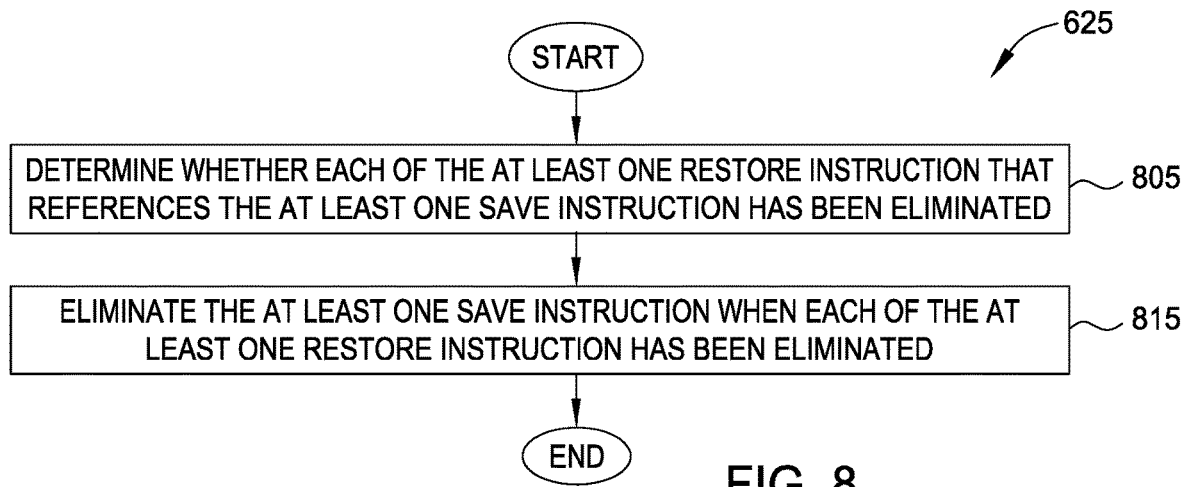 625
START
DETERMINE WHETHER EACH OF THE AT LEAST ONE RESTORE INSTRUCTION THAT
REFERENCES THE AT LEAST ONE SAVE INSTRUCTION HAS BEEN ELIMINATED
805
ELIMINATE THE AT LEAST ONE SAVE INSTRUCTION WHEN EACH OF THE AT
LEAST ONE RESTORE INSTRUCTION HAS BEEN ELIMINATED
815
END
FIG. 8